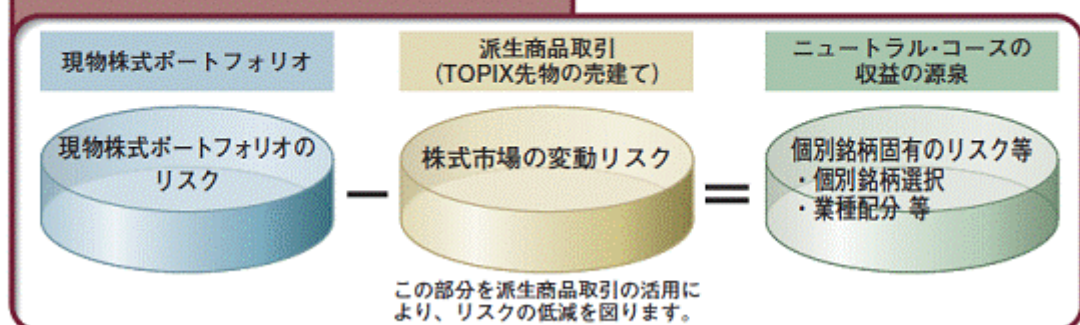 現物株式ポートフォリオ
派生商品取引
(TOPIX先物の売建て)
ニュートラル・コースの
収益の源泉
現物株式ポートフォリオの
リスク
−
株式市場の変動リスク
=
個別銘柄固有のリスク等
・個別銘柄選択
・業種配分 等
この部分を派生商品取引の活用に
より、リスクの低減を図ります。